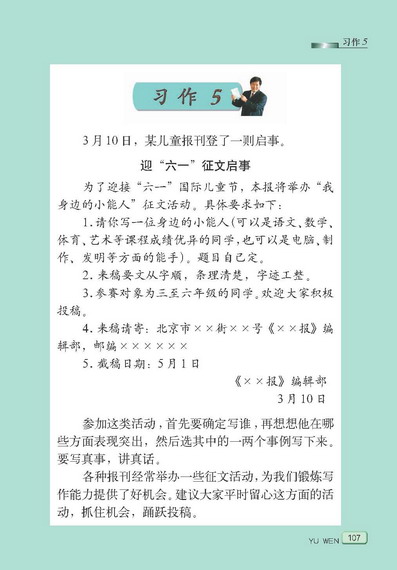 习作5
习作 5
3月10日，某儿童报刊登了一则启事。
迎“六一”征文启事
为了迎接“六一”国际儿童节，本报将举办“我
身边的小能人”征文活动。具体要求如下：
1.请你写一位身边的小能人（可以是语文、数学、
体育、艺术等课程成绩优异的同学，也可以是电脑、制
作、发明等方面的能手）。题目自己定。
2. 来稿要文从字顺，条理清楚，字迹工整。
3.参赛对象为三至六年级的同学。欢迎大家积极
投稿。
4. 来稿请寄：北京市××街××号《××报》编
辑部，邮编××××××
5. 截稿日期：5月1日
《××报》编辑部
3月10日
参加这类活动，首先要确定写谁，再想想他在哪
些方面表现突出，然后选其中的一两个事例写下来。
要写真事，讲真话。
各种报刊经常举办一些征文活动，为我们锻炼写
作能力提供了好机会。建议大家平时留心这方面的活
动，抓住机会，踊跃投稿。
YU WEN 107